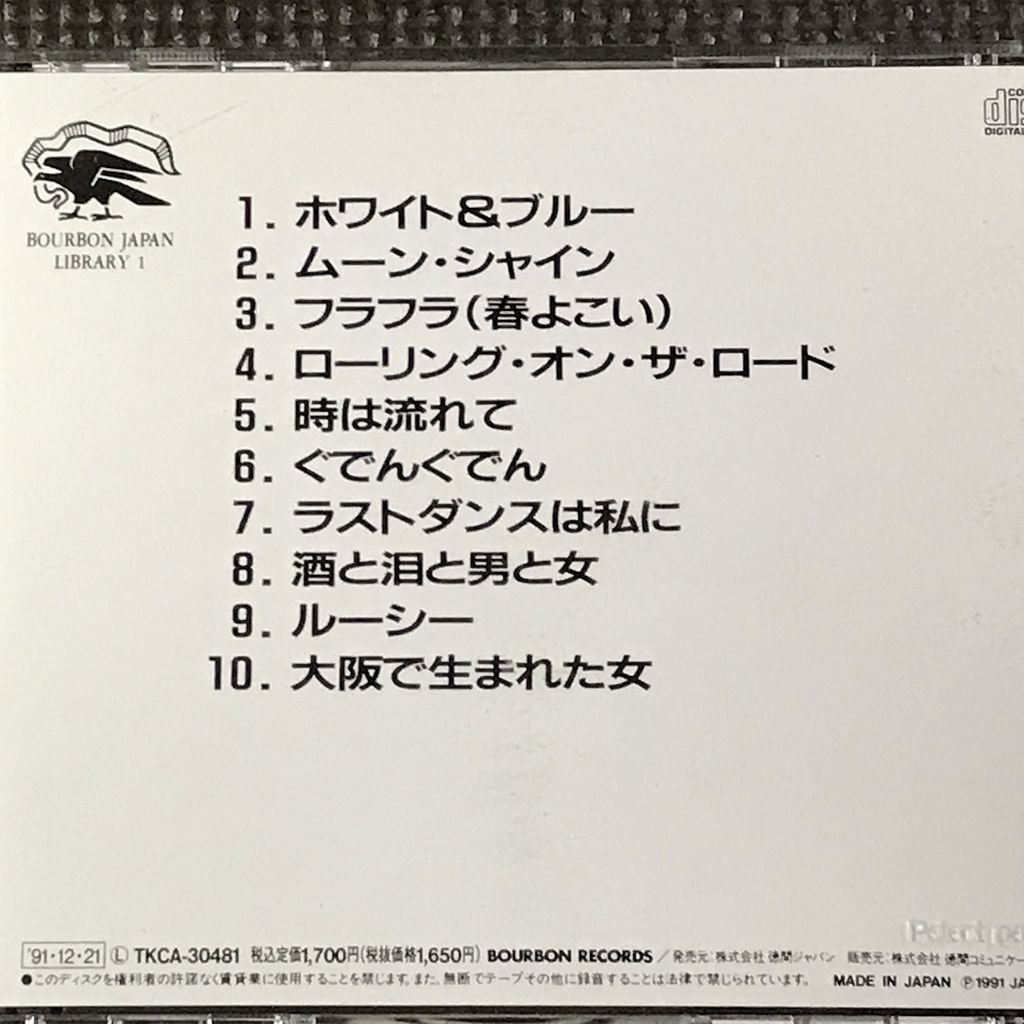 BOURBON JAPAN
LIBRARY 1
1. ホワイト&ブルー
2. ムーン・シャイン
3. フラフラ(春よこい)
4. ローリング・オン・ザ・ロード
5. 時は流れて
6. ぐでんぐでん
7. ラストダンスは私に
8. 酒と泪と男と女
9. ルーシー
10. 大阪で生まれた女
'91・12・21 Ⓛ TKCA-30481 税込定価1,700円(税抜価格1,650円) BOURBON RECORDS/発売元:株式会社 徳間ジャパン 販売元:株式会社 徳間コミュニケー
●このディスクを権利者の許諾なく賃貸業に使用することを禁じます。また、無断でテープその他に録音することは法律で禁じられています。 MADE IN JAPAN Ⓟ1991 JA
DIGITAL